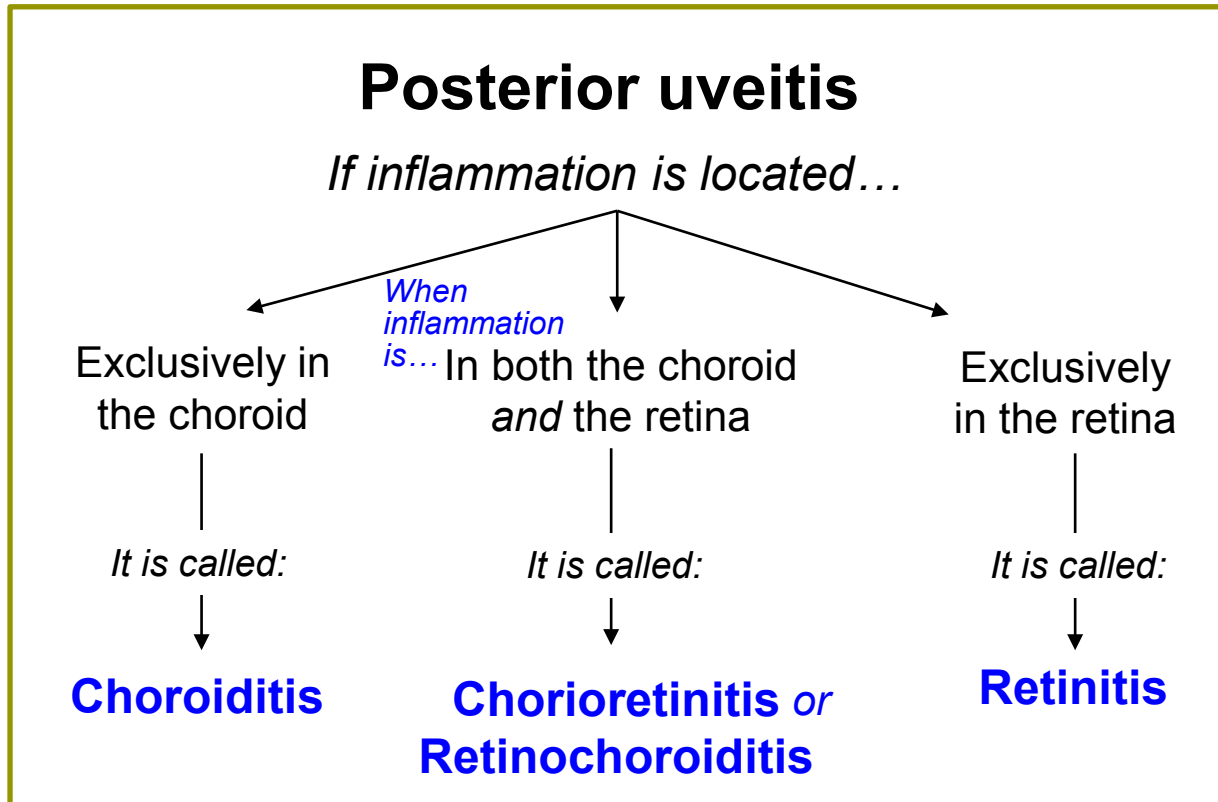 Posterior uveitis
If inflammation is located…
When
inflammation
is…
Exclusively in
the choroid
In both the choroid
and the retina
Exclusively
in the retina
It is called:
It is called:
It is called:
Choroiditis
Chorioretinitis or
Retinochoroiditis
Retinitis